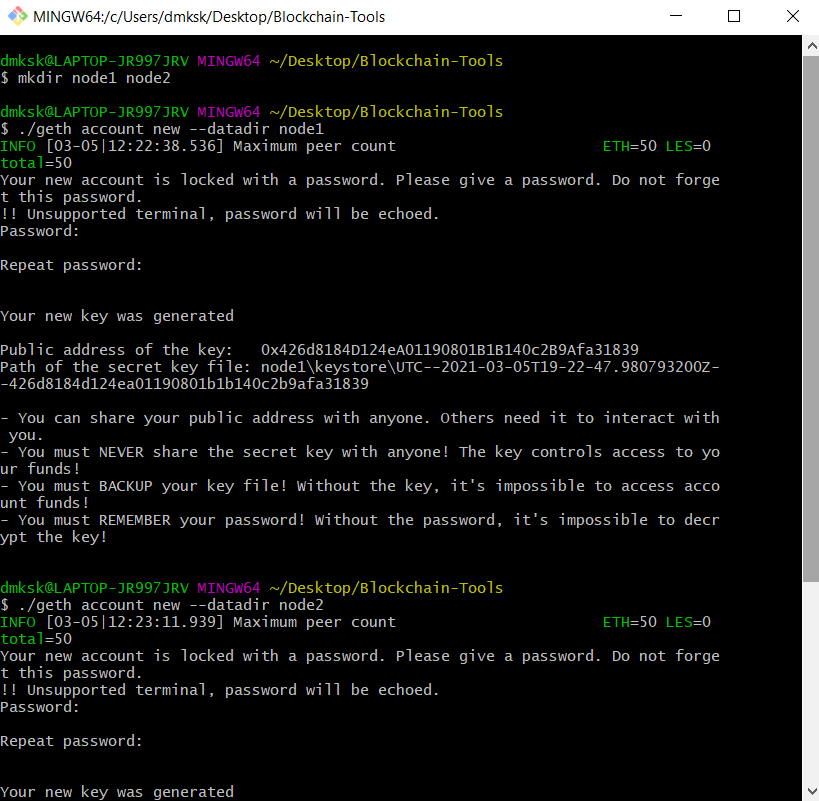 MINGW64:/c/Users/dmksk/Desktop/Blockchain-Tools
dmksk@LAPTOP-JR997JRV MINGW64 ~/Desktop/Blockchain-Tools
$ mkdir node1 node2
dmksk@LAPTOP-JR997JRV MINGW64 ~/Desktop/Blockchain-Tools
$ ./geth account new --datadir node1
INFO [03-05|12:22:38.536] Maximum peer count                       ETH=50 LES=0
total=50
Your new account is locked with a password. Please give a password. Do not forge
t this password.
!! Unsupported terminal, password will be echoed.
Password:
Repeat password:
Your new key was generated
Public address of the key:   0x426d8184D124eA01190801B1B140c2B9Afa31839
Path of the secret key file: node1\keystore\UTC--2021-03-05T19-22-47.980793200Z-
-426d8184d124ea01190801b1b140c2b9afa31839
- You can share your public address with anyone. Others need it to interact with
 you.
- You must NEVER share the secret key with anyone! The key controls access to yo
ur funds!
- You must BACKUP your key file! Without the key, it's impossible to access acco
unt funds!
- You must REMEMBER your password! Without the password, it's impossible to decr
ypt the key!
dmksk@LAPTOP-JR997JRV MINGW64 ~/Desktop/Blockchain-Tools
$ ./geth account new --datadir node2
INFO [03-05|12:23:11.939] Maximum peer count                       ETH=50 LES=0
total=50
Your new account is locked with a password. Please give a password. Do not forge
t this password.
!! Unsupported terminal, password will be echoed.
Password:
Repeat password:
Your new key was generated